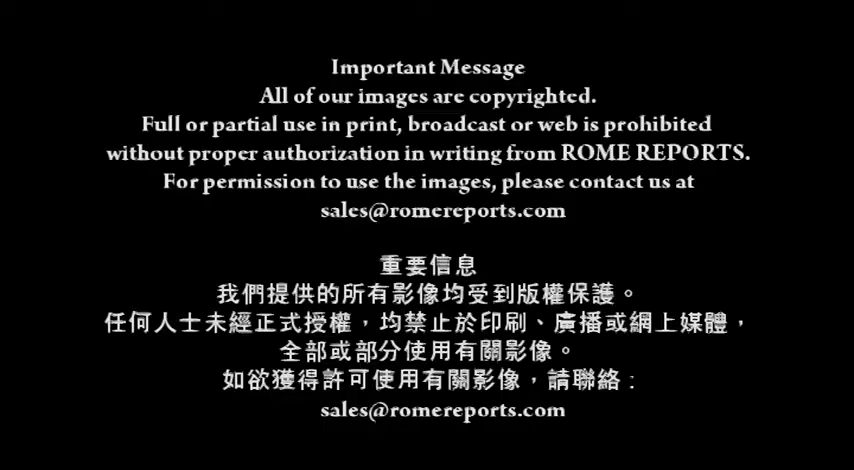 Important Message
All of our images are copyrighted.
Full or partial use in print, broadcast or web is prohibited
without proper authorization in writing from ROME REPORTS.
For permission to use the images, please contact us at
sales@romereports.com
重要信息
我們提供的所有影像均受到版權保護。
任何人士未經正式授權，均禁止於印刷、廣播或網上媒體，
全部或部分使用有關影像。
如欲獲得許可使用有關影像，請聯絡：
sales@romereports.com